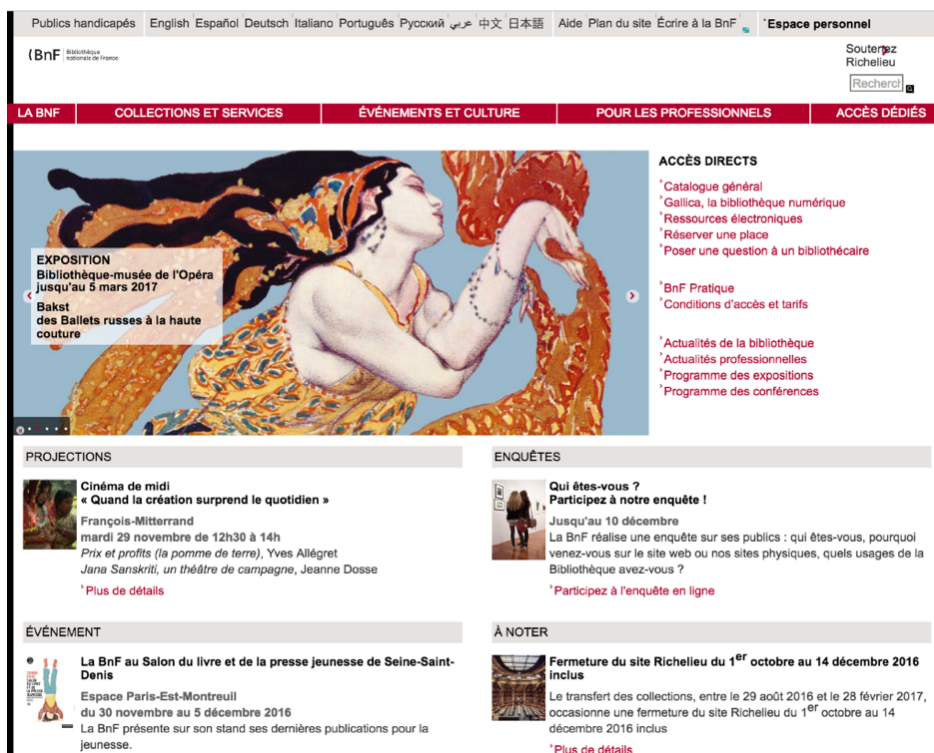 Publics handicapés English Español Deutsch Italiano Português Русский عربي 中文 日本語 Aide Plan du site Écrire à la BnF Espace personnel
(BnF Bibliothèque
nationale de France
Soutenez
Richelieu
Recherch
LA BNF COLLECTIONS ET SERVICES ÉVÉNEMENTS ET CULTURE POUR LES PROFESSIONNELS ACCÈS DÉDIÉS
EXPOSITION
Bibliothèque-musée de l'Opéra
jusqu'au 5 mars 2017
Bakst
des Ballets russes à la haute
couture
ACCÈS DIRECTS
Catalogue général
Gallica, la bibliothèque numérique
Ressources électroniques
Réserver une place
Poser une question à un bibliothécaire
BnF Pratique
Conditions d'accès et tarifs
Actualités de la bibliothèque
Actualités professionnelles
Programme des expositions
Programme des conférences
PROJECTIONS
Cinéma de midi
« Quand la création surprend le quotidien »
François-Mitterrand
mardi 29 novembre de 12h30 à 14h
Prix et profits (la pomme de terre), Yves Allégret
Jana Sanskriti, un théâtre de campagne, Jeanne Dosse
Plus de détails
ENQUÊTES
Qui êtes-vous ?
Participez à notre enquête !
Jusqu'au 10 décembre
La BnF réalise une enquête sur ses publics : qui êtes-vous, pourquoi
venez-vous sur le site web ou nos sites physiques, quels usages de la
Bibliothèque avez-vous ?
Participez à l'enquête en ligne
ÉVÉNEMENT
La BnF au Salon du livre et de la presse jeunesse de Seine-Saint-
Denis
Espace Paris-Est-Montreuil
du 30 novembre au 5 décembre 2016
La BnF présente sur son stand ses dernières publications pour la
jeunesse.
À NOTER
Fermeture du site Richelieu du 1er octobre au 14 décembre 2016
inclus
Le transfert des collections, entre le 29 août 2016 et le 28 février 2017,
occasionne une fermeture du site Richelieu du 1er octobre au 14
décembre 2016 inclus
Plus de détails